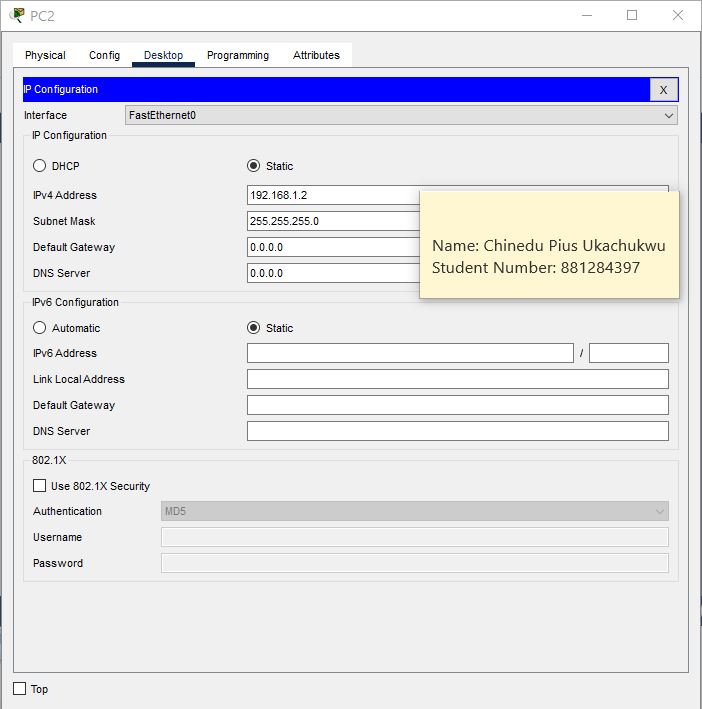 PC2
Physical Config Desktop Programming Attributes
IP Configuration X
Interface FastEthernet0
IP Configuration
DHCP Static
IPv4 Address 192.168.1.2
Subnet Mask 255.255.255.0
Default Gateway 0.0.0.0
DNS Server 0.0.0.0
Name: Chinedu Pius Ukachukwu
Student Number: 881284397
IPv6 Configuration
Automatic Static
IPv6 Address /
Link Local Address
Default Gateway
DNS Server
802.1X
Use 802.1X Security
Authentication MD5
Username
Password
Top